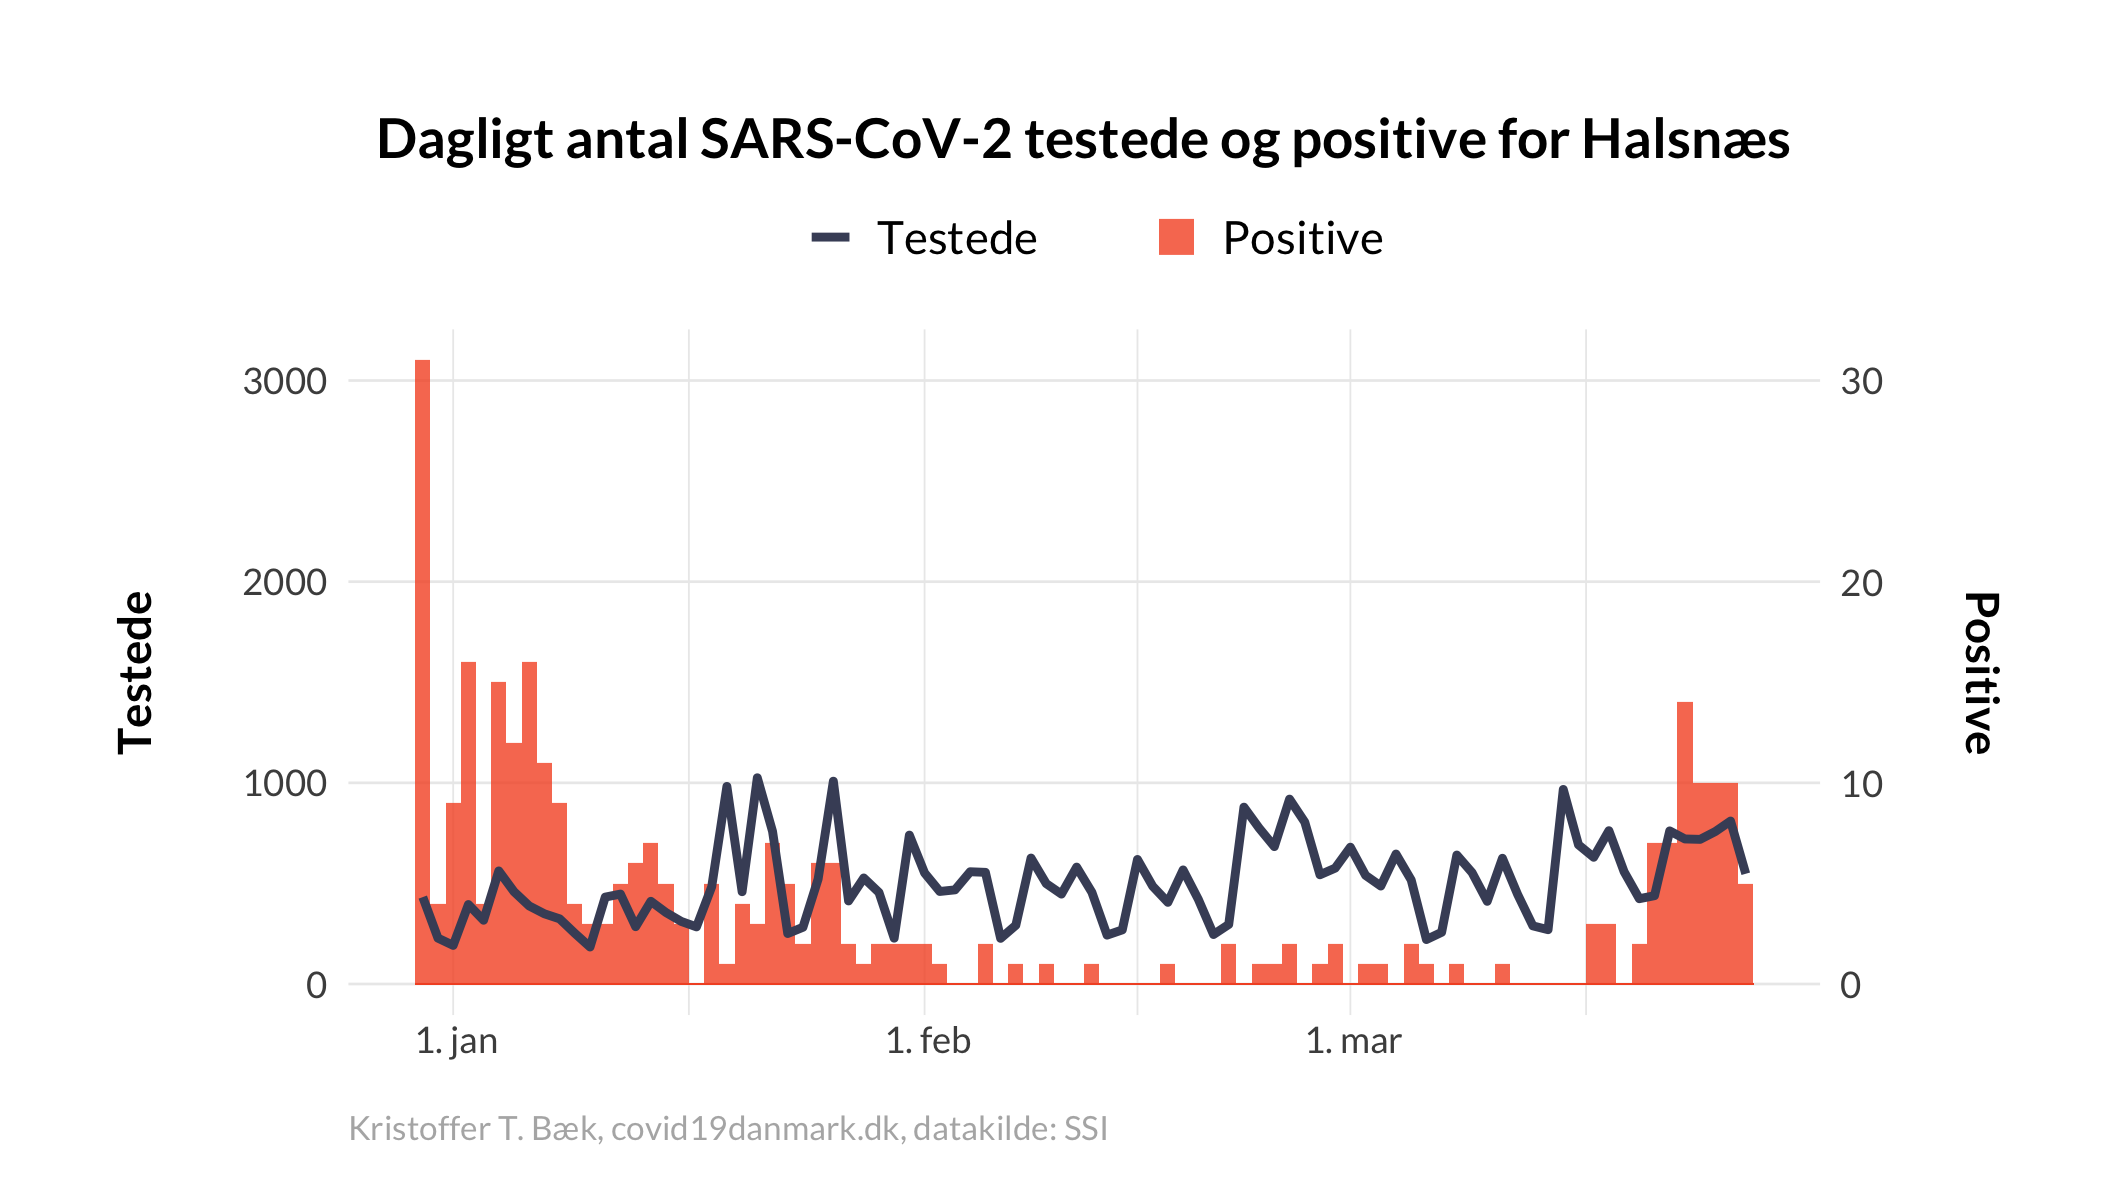 Dagligt antal SARS-CoV-2 testede og positive for Halsnæs
Testede
Positive
3000
2000
1000
0
30
20
10
0
Testede
Positive
1. jan
1. feb
1. mar
Kristoffer T. Bæk, covid19danmark.dk, datakilde: SSI